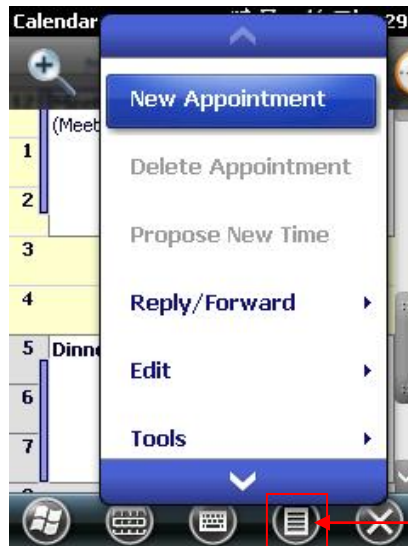 Calendar
29
New Appointment
(Meet
1
Delete Appointment
2
Propose New Time
3
4
Reply/Forward
5
Dinne
Edit
6
Tools
7